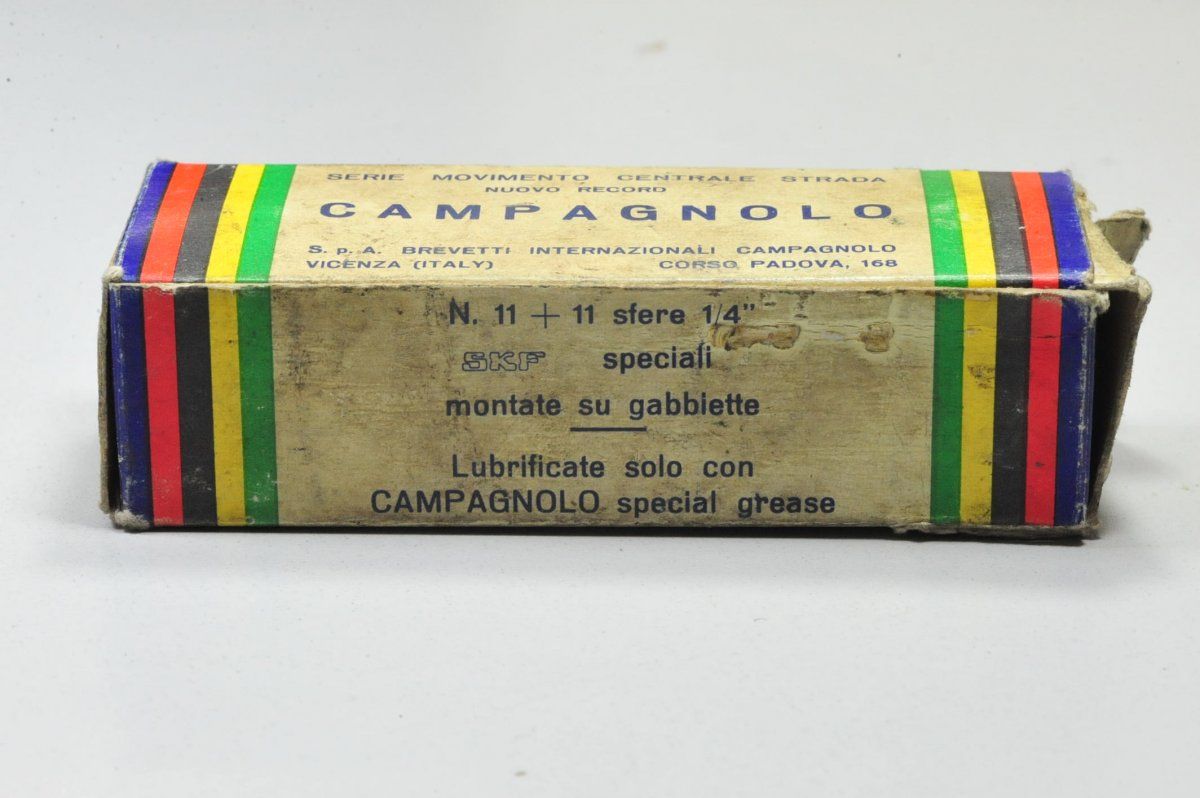 SERIE MOVIMENTO CENTRALE STRADA
NUOVO RECORD
CAMPAGNOLO
S.p.A. BREVETTI INTERNAZIONALI CAMPAGNOLO
VICENZA (ITALY) CORSO PADOVA, 168
N. 11 + 11 sfere 1/4"
SKF speciali
montate su gabbiette
Lubrificate solo con
CAMPAGNOLO special grease